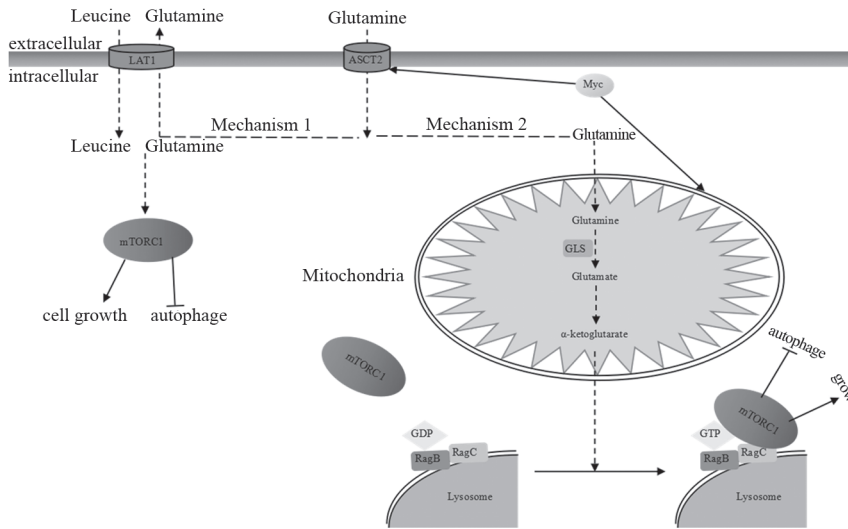 Leucine Glutamine Glutamine
extracellular
LAT1 ASCT2
intracellular
Myc
Mechanism 1 Mechanism 2
Leucine Glutamine Glutamine
Glutamine
mTORC1
GLS
Mitochondria Glutamate
cell growth autophage
α-ketoglutarate
autophage
mTORC1
mTORC1
GDP GTP
RagB RagC RagB RagC
Lysosome Lysosome